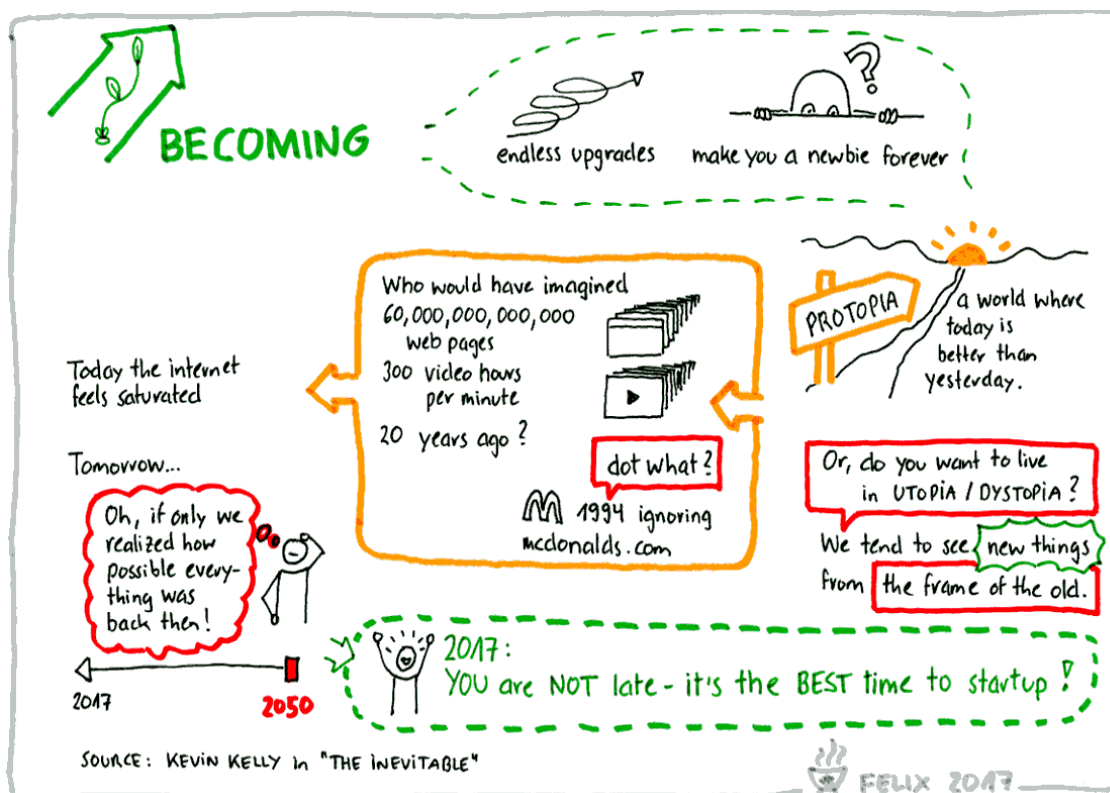 BECOMING
endless upgrades
make you a newbie forever
?
PROTOPIA
a world where
today is
better than
yesterday.
Or, do you want to live
in UTOPIA / DYSTOPIA?
We tend to see new things
from the frame of the old.
Who would have imagined
60,000,000,000,000
web pages
300 video hours
per minute
20 years ago?
dot what?
M 1994 ignoring
mcdonalds.com
Today the internet
feels saturated
Tomorrow...
Oh, if only we
realized how
possible every-
thing was
back then!
2017
2050
2017:
YOU are NOT late - it's the BEST time to startup!
SOURCE: KEVIN KELLY in "THE INEVITABLE"
FELIX 2017